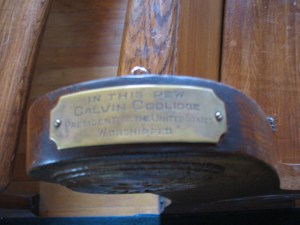 IN THIS PEW
CALVIN COOLIDGE
PRESIDENT OF THE UNITED STATES
WORSHIPPED